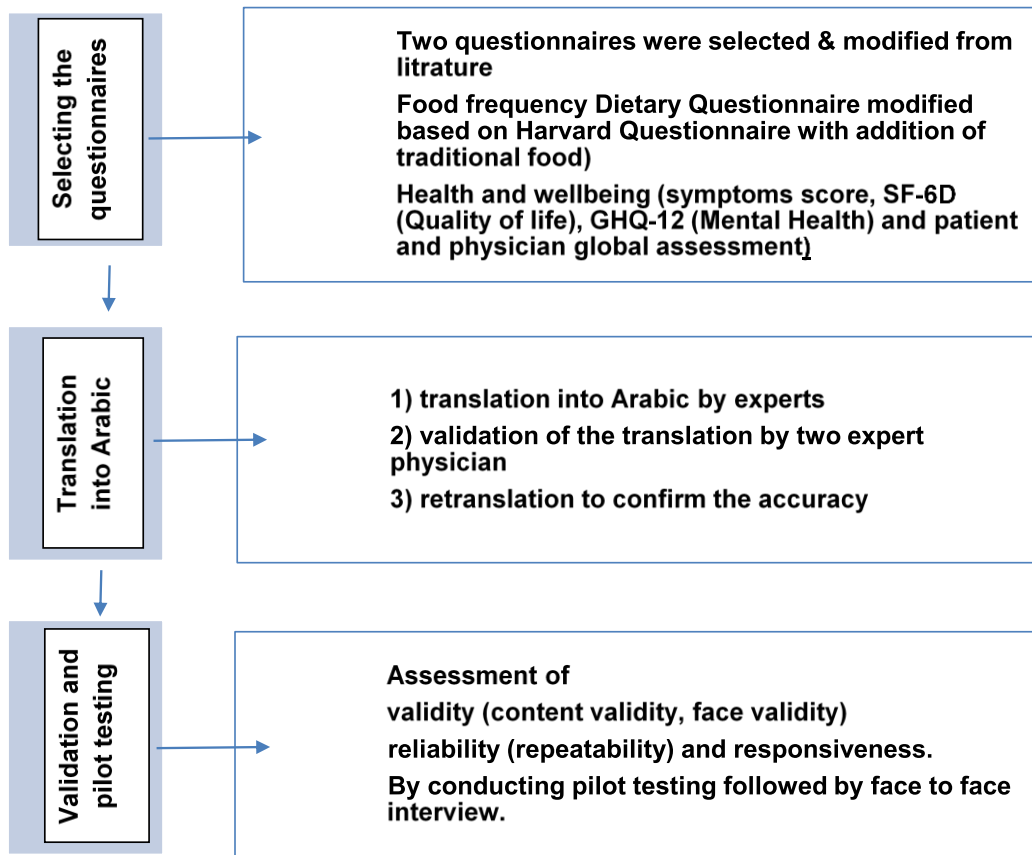 Selecting the
questionnaires
Two questionnaires were selected & modified from
litrature
Food frequency Dietary Questionnaire modified
based on Harvard Questionnaire with addition of
traditional food)
Health and wellbeing (symptoms score, SF-6D
(Quality of life), GHQ-12 (Mental Health) and patient
and physician global assessment)
Translation
into Arabic
1) translation into Arabic by experts
2) validation of the translation by two expert
physician
3) retranslation to confirm the accuracy
Validation and
pilot testing
Assessment of
validity (content validity, face validity)
reliability (repeatability) and responsiveness.
By conducting pilot testing followed by face to face
interview.